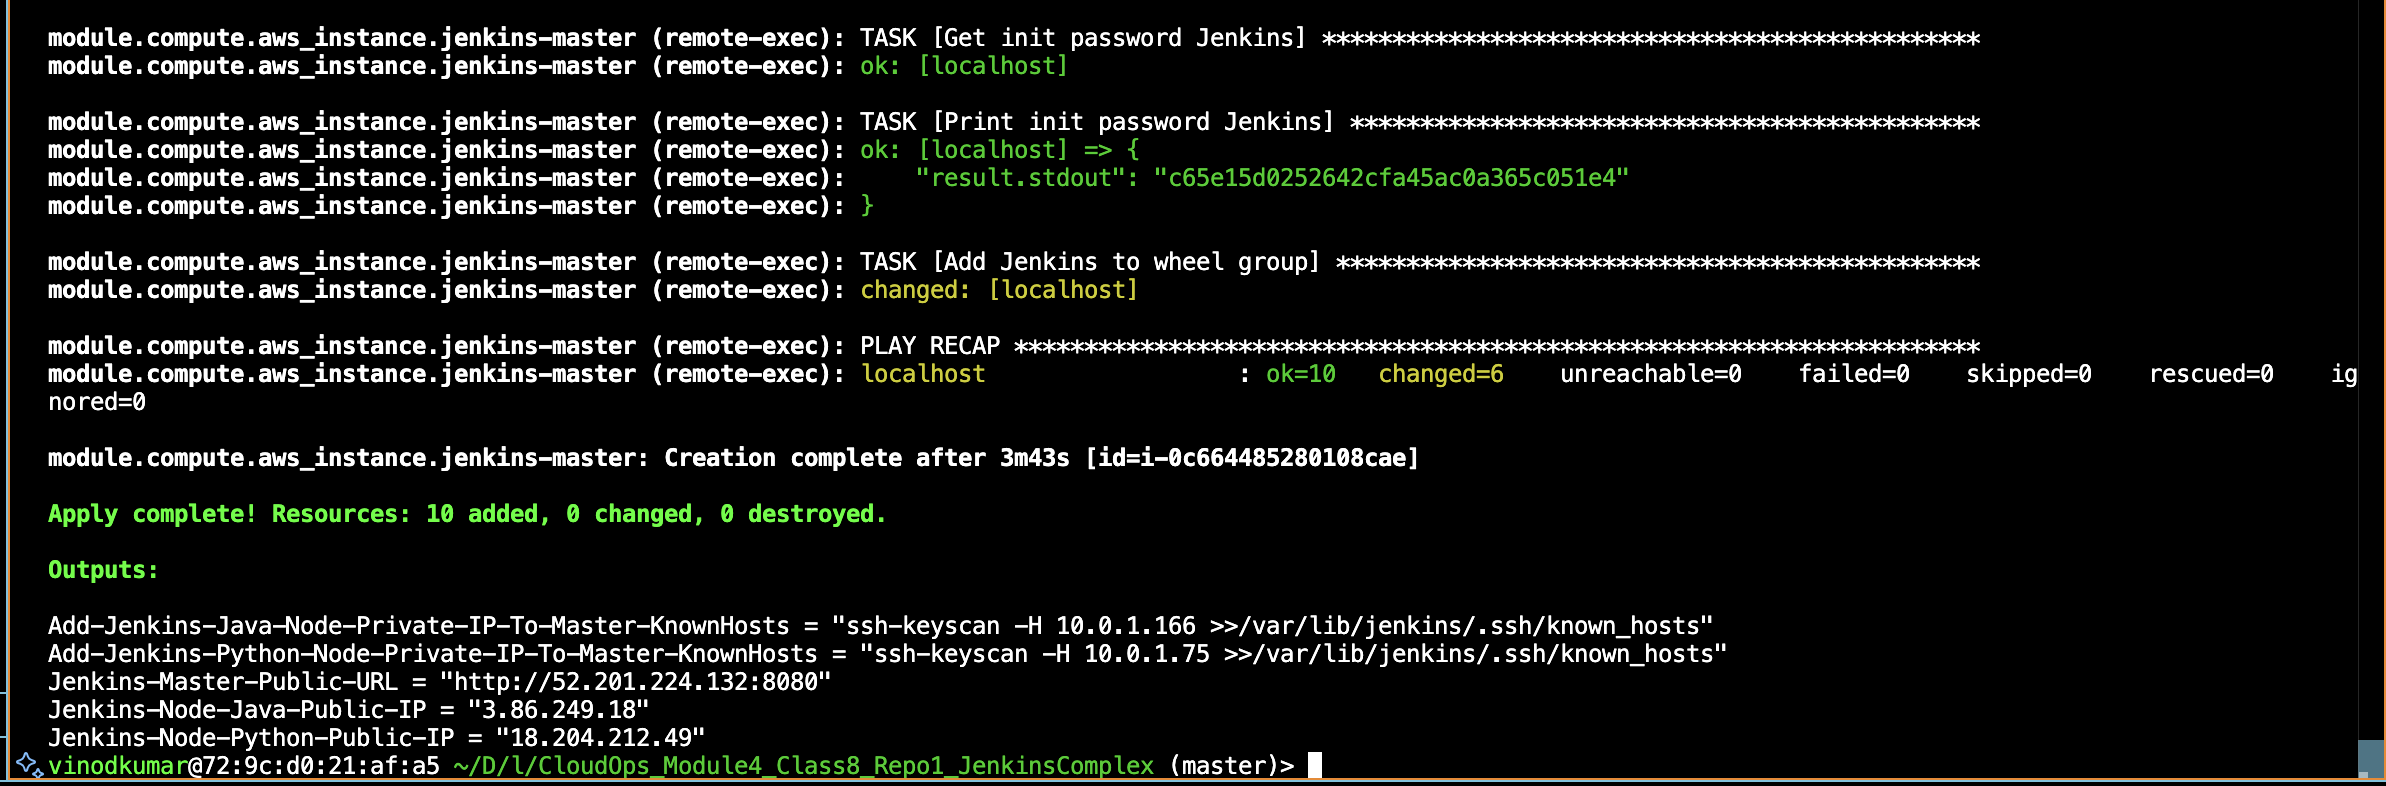 module.compute.aws_instance.jenkins-master (remote-exec): TASK [Get init password Jenkins] ***********************************************
module.compute.aws_instance.jenkins-master (remote-exec): ok: [localhost]
module.compute.aws_instance.jenkins-master (remote-exec): TASK [Print init password Jenkins] *********************************************
module.compute.aws_instance.jenkins-master (remote-exec): ok: [localhost] => {
module.compute.aws_instance.jenkins-master (remote-exec):     "result.stdout": "c65e15d0252642cfa45ac0a365c051e4"
module.compute.aws_instance.jenkins-master (remote-exec): }
module.compute.aws_instance.jenkins-master (remote-exec): TASK [Add Jenkins to wheel group] **********************************************
module.compute.aws_instance.jenkins-master (remote-exec): changed: [localhost]
module.compute.aws_instance.jenkins-master (remote-exec): PLAY RECAP *********************************************************************
module.compute.aws_instance.jenkins-master (remote-exec): localhost                  : ok=10   changed=6    unreachable=0    failed=0    skipped=0    rescued=0    ig
nored=0
module.compute.aws_instance.jenkins-master: Creation complete after 3m43s [id=i-0c664485280108cae]
Apply complete! Resources: 10 added, 0 changed, 0 destroyed.
Outputs:
Add-Jenkins-Java-Node-Private-IP-To-Master-KnownHosts = "ssh-keyscan -H 10.0.1.166 >>/var/lib/jenkins/.ssh/known_hosts"
Add-Jenkins-Python-Node-Private-IP-To-Master-KnownHosts = "ssh-keyscan -H 10.0.1.75 >>/var/lib/jenkins/.ssh/known_hosts"
Jenkins-Master-Public-URL = "http://52.201.224.132:8080"
Jenkins-Node-Java-Public-IP = "3.86.249.18"
Jenkins-Node-Python-Public-IP = "18.204.212.49"
vinodkumar@72:9c:d0:21:af:a5 ~/D/l/CloudOps_Module4_Class8_Repo1_JenkinsComplex (master)>